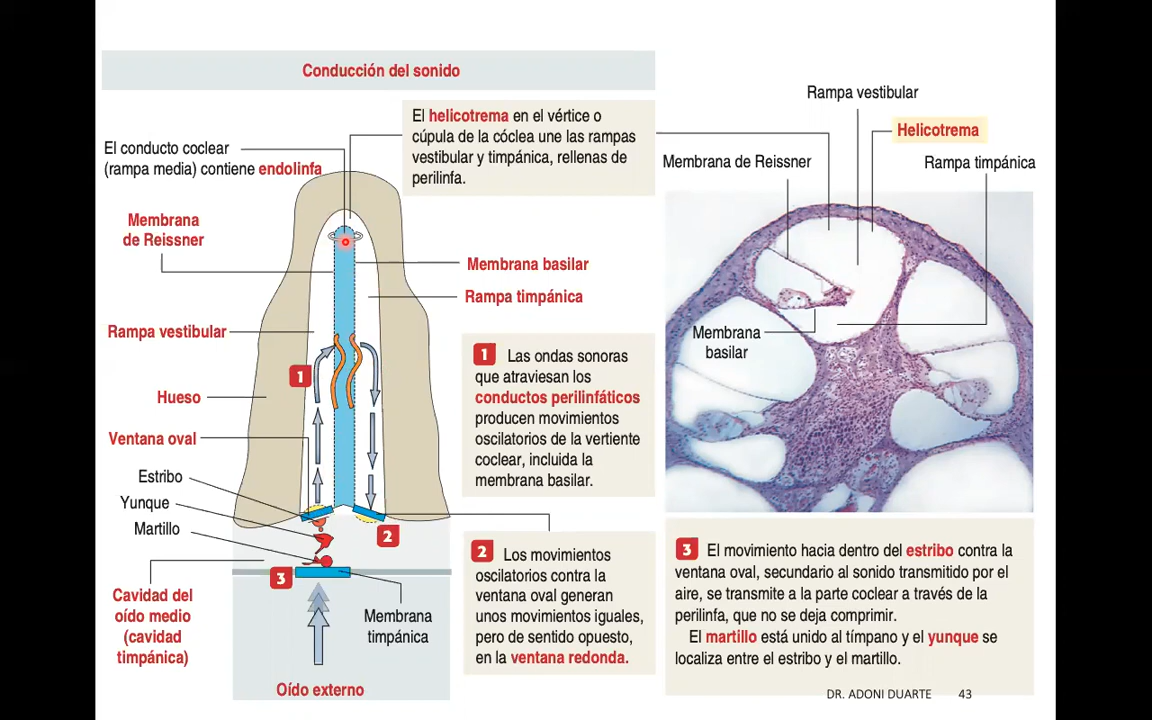 Conducción del sonido
El helicotrema en el vértice o
cúpula de la cóclea une las rampas
vestibular y timpánica, rellenas de
perilinfa.
El conducto coclear
(rampa media) contiene endolinfa
Membrana
de Reissner
Membrana basilar
Rampa timpánica
Rampa vestibular
Hueso
Ventana oval
Estribo
Yunque
Martillo
Cavidad del
oído medio
(cavidad
timpánica)
Membrana
timpánica
Oído externo
1
2
3
1 Las ondas sonoras
que atraviesan los
conductos perilinfáticos
producen movimientos
oscilatorios de la vertiente
coclear, incluida la
membrana basilar.
2 Los movimientos
oscilatorios contra la
ventana oval generan
unos movimientos iguales,
pero de sentido opuesto,
en la ventana redonda.
Rampa vestibular
Helicotrema
Membrana de Reissner
Rampa timpánica
Membrana
basilar
3 El movimiento hacia dentro del estribo contra la
ventana oval, secundario al sonido transmitido por el
aire, se transmite a la parte coclear a través de la
perilinfa, que no se deja comprimir.
El martillo está unido al tímpano y el yunque se
localiza entre el estribo y el martillo.
DR. ADONI DUARTE 43